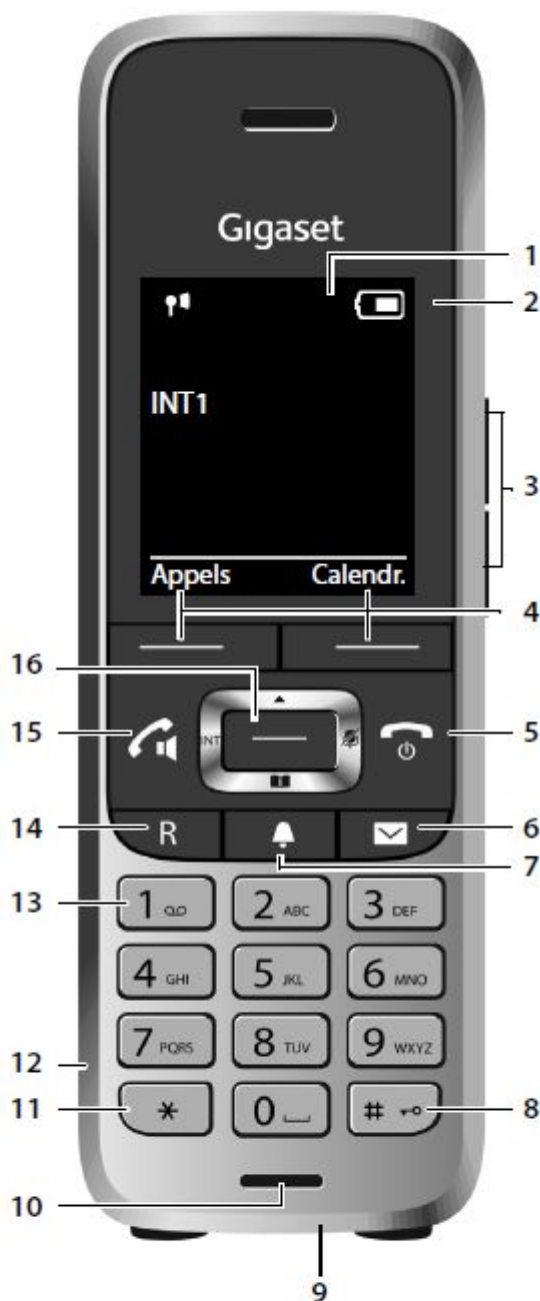 Gigaset
1
2
INT1
3
Appels Calendr.
4
16
15 INT 5
14 R 6
7
13 1 2 ABC 3 DEF
4 GHI 5 JKL 6 MNO
7 PQRS 8 TUV 9 WXYZ
12
11 * 0 # 8
10
9